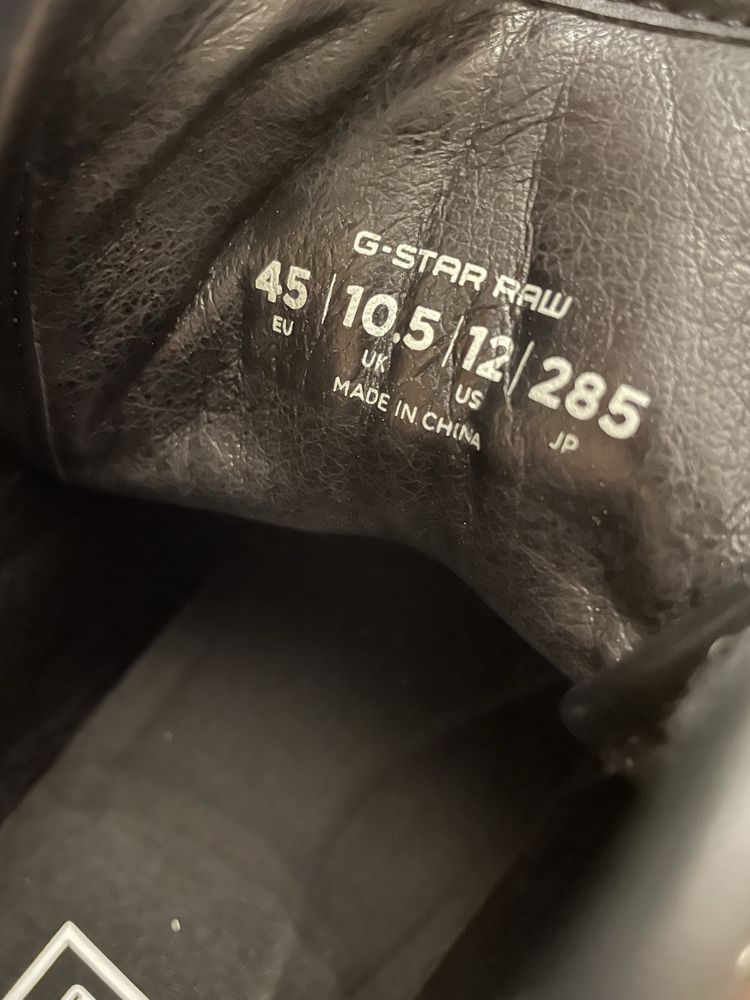 G-STAR RAW
45 / 10.5 / 12 / 285
EU UK US JP
MADE IN CHINA